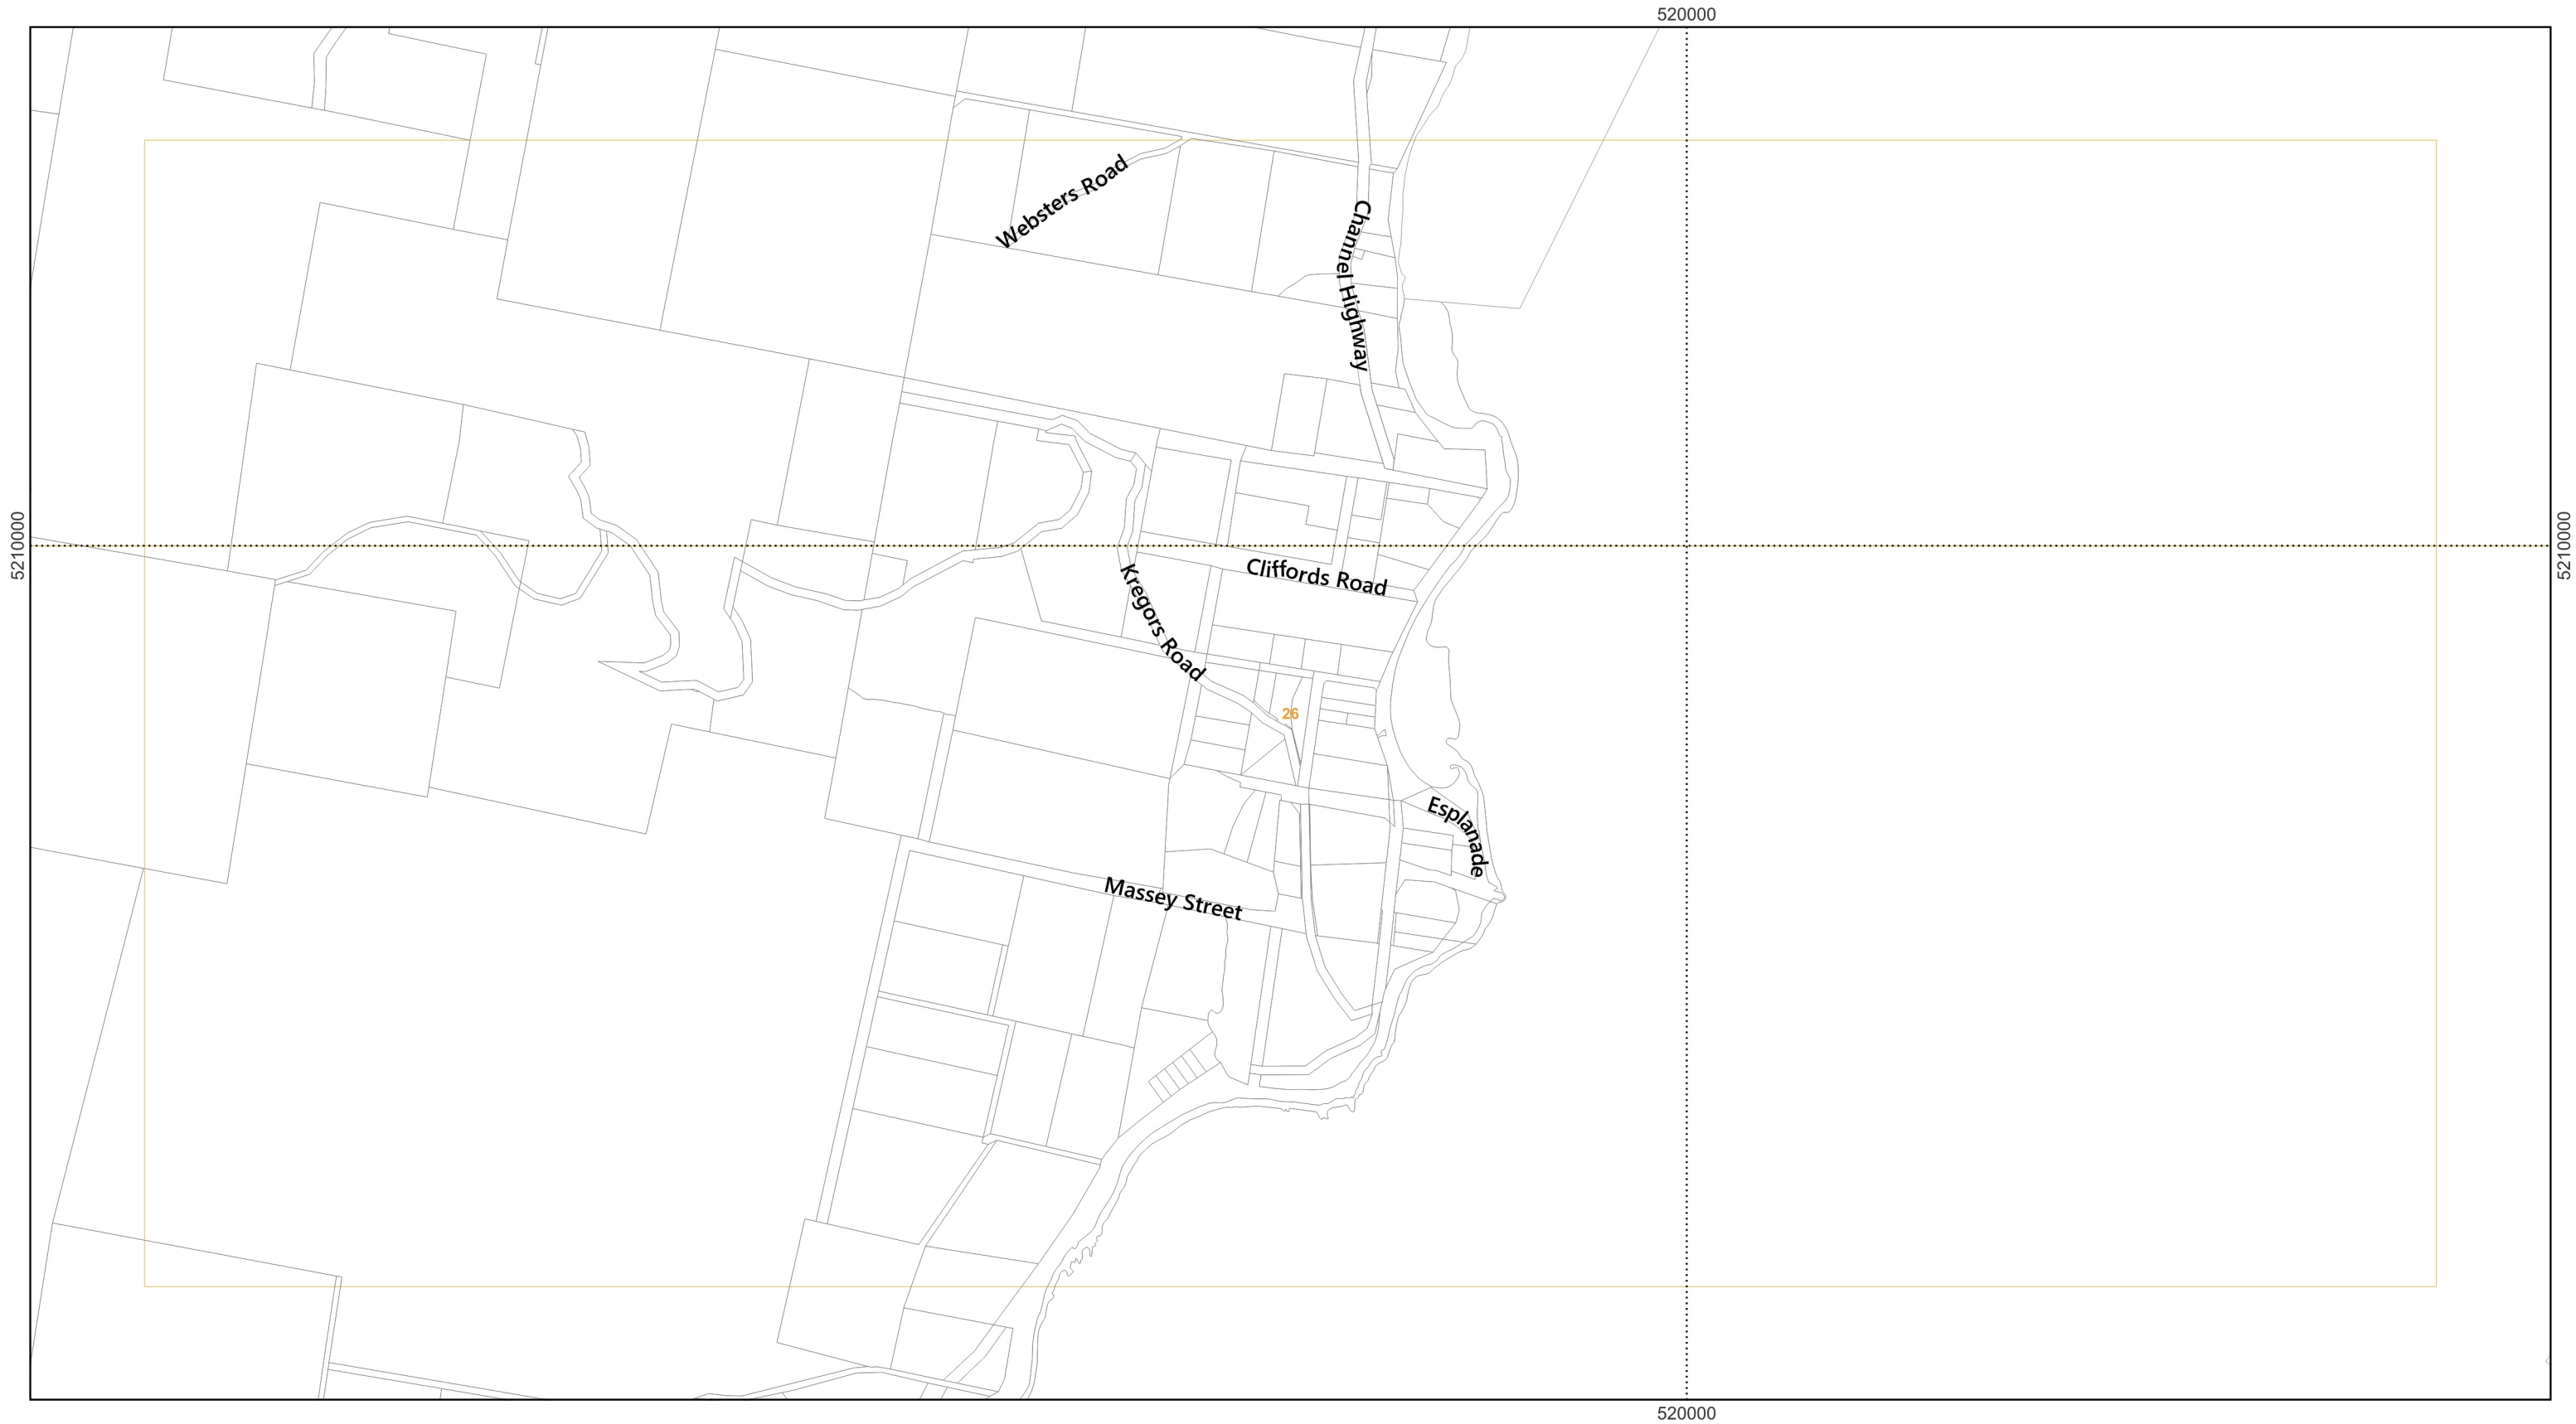 520000
Websters Road
Channel Highway
5210000
5210000
Cliffords Road
Kregors Road
26
Esplanade
Massey Street
520000